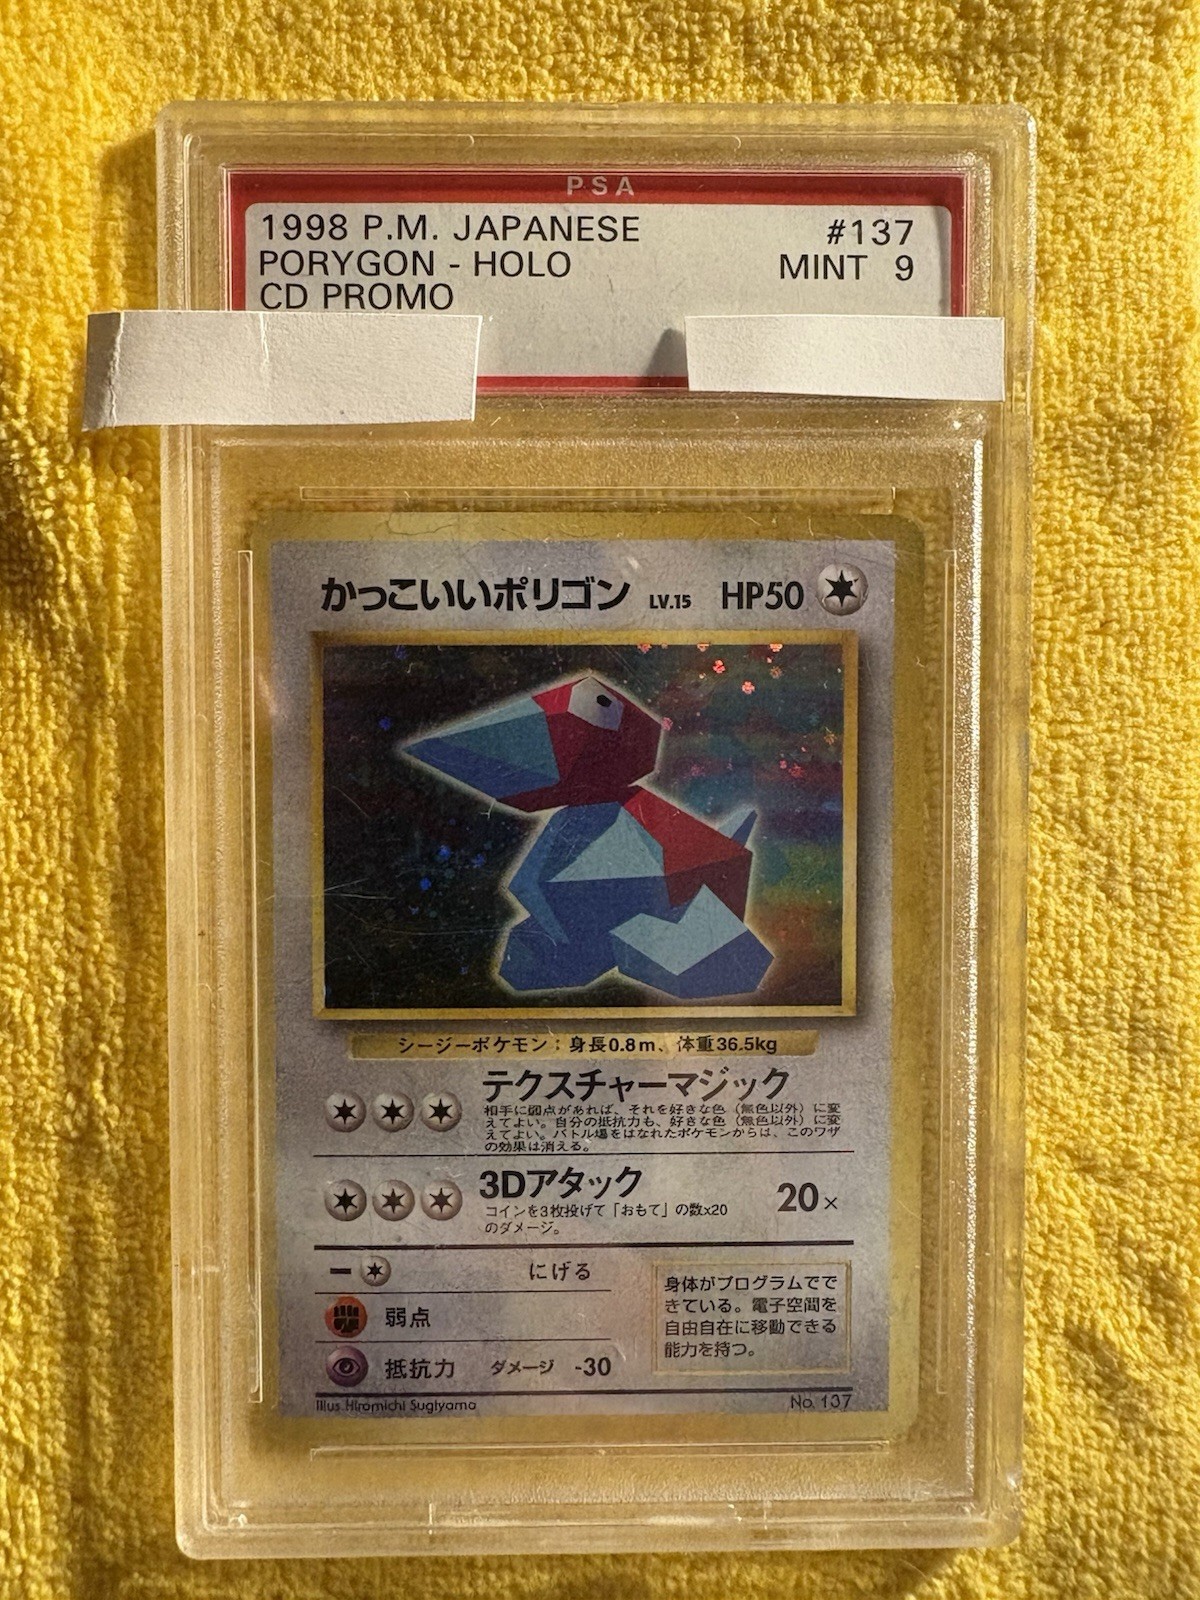 PSA
1998 P.M. JAPANESE #137
PORYGON - HOLO MINT 9
CD PROMO
かっこいいポリゴン LV.15 HP50
シージーポケモン：身長0.8m、体重36.5kg
テクスチャーマジック
相手に弱点があれば、それを好きな色（無色以外）に変
えてよい。自分の抵抗力も、好きな色（無色以外）に変
えてよい。バトル場をはなれたポケモンからは、このワザ
の効果は消える。
3Dアタック 20×
コインを3枚投げて「おもて」の数×20
のダメージ。
にげる
弱点
抵抗力 ダメージ -30
身体がプログラムでで
きている。電子空間を
自由自在に移動できる
能力を持つ。
Illus. Hiromichi Sugiyama No. 137